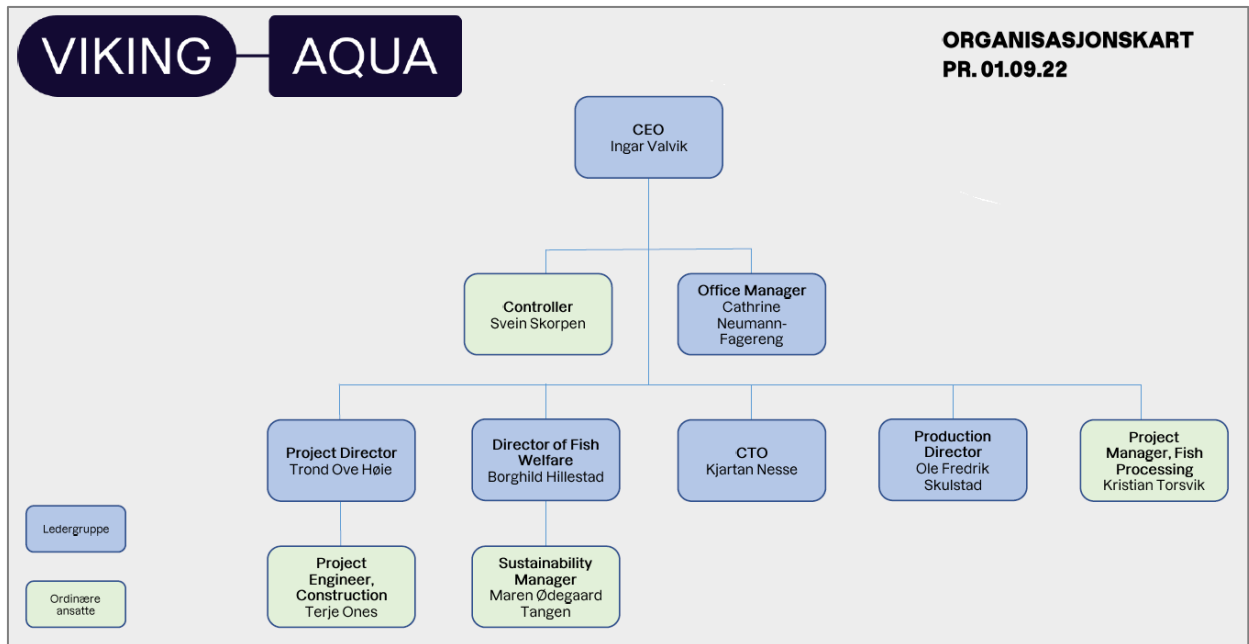 VIKING AQUA
ORGANISASJONSKART
PR. 01.09.22
CEO
Ingar Valvik
Controller
Svein Skorpen
Office Manager
Cathrine
Neumann-
Fagereng
Project Director
Trond Ove Høie
Director of Fish
Welfare
Borghild Hillestad
CTO
Kjartan Nesse
Production
Director
Ole Fredrik
Skulstad
Project
Manager, Fish
Processing
Kristian Torsvik
Ledergruppe
Project
Engineer,
Construction
Terje Ones
Sustainability
Manager
Maren Ødegaard
Tangen
Ordinære
ansatte